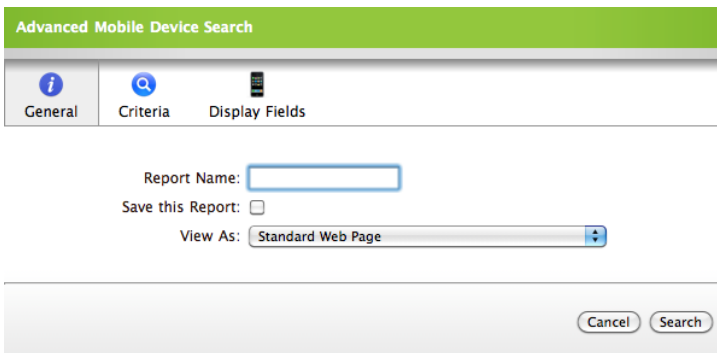 Advanced Mobile Device Search
General Criteria Display Fields
Report Name:
Save this Report:
View As: Standard Web Page
Cancel Search